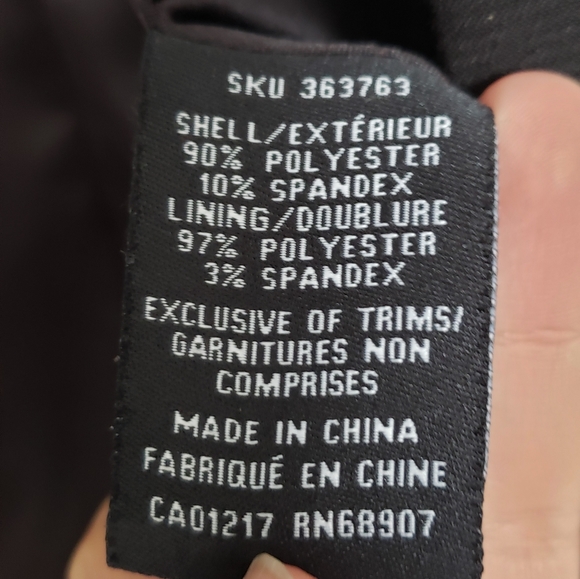 SKU 363763
SHELL/EXTÉRIEUR
90% POLYESTER
10% SPANDEX
LINING/DOUBLURE
97% POLYESTER
3% SPANDEX
EXCLUSIVE OF TRIMS/
GARNITURES NON
COMPRISES
MADE IN CHINA
FABRIQUÉ EN CHINE
CA01217 RN68907